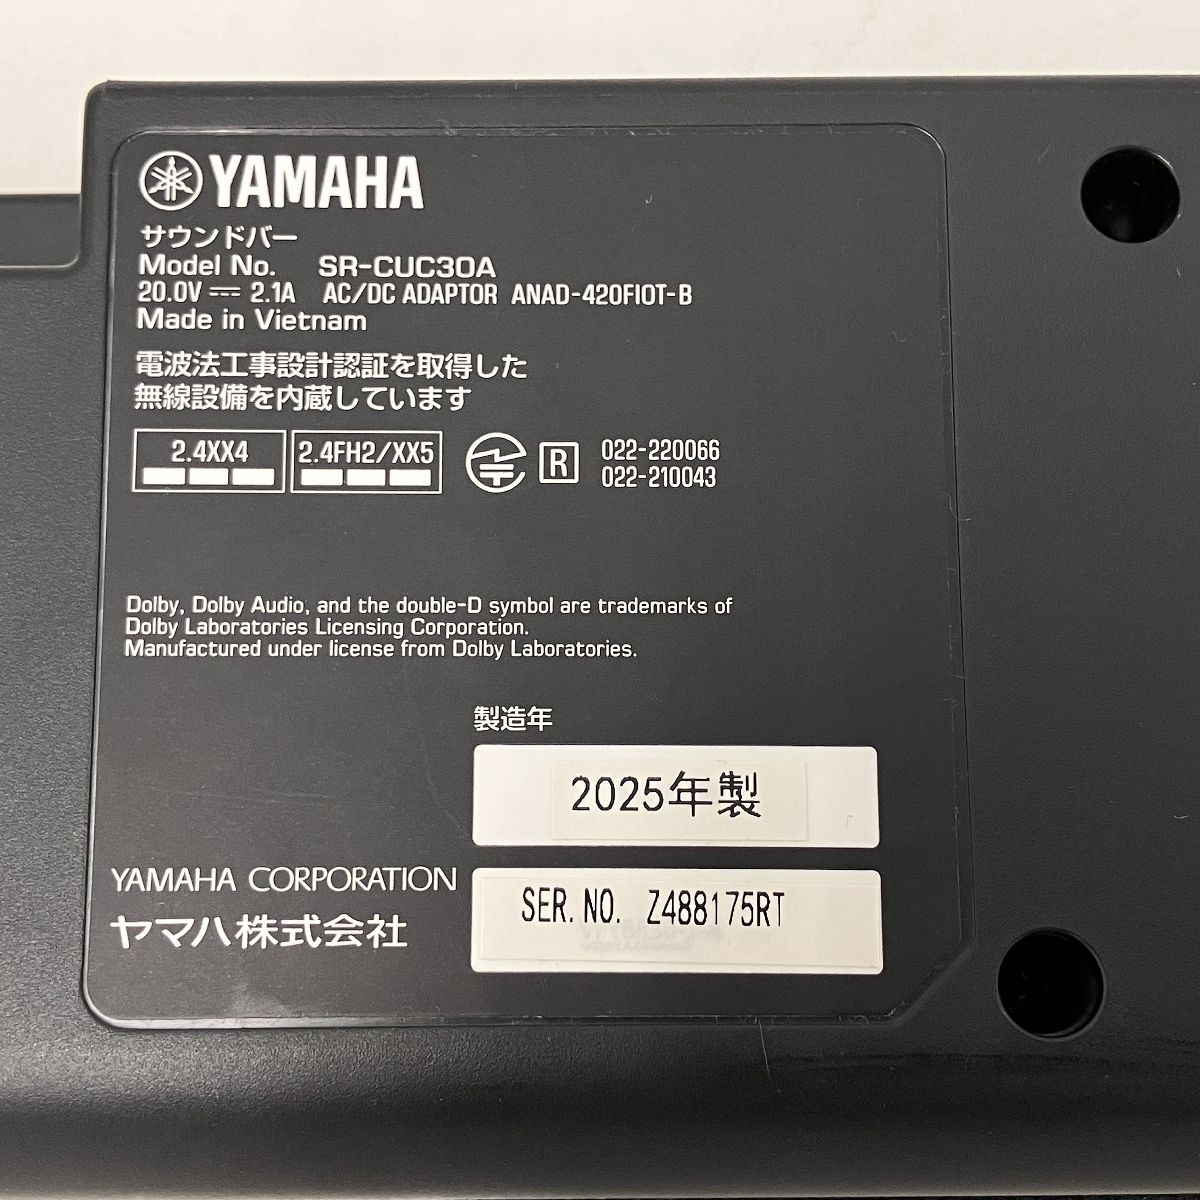 YAMAHA
サウンドバー
Model No. SR-CUC30A
20.0V ⎓ 2.1A AC/DC ADAPTOR ANAD-420FIOT-B
Made in Vietnam
電波法工事設計認証を取得した
無線設備を内蔵しています
2.4XX4 2.4FH2/XX5
R 022-220066
022-210043
Dolby, Dolby Audio, and the double-D symbol are trademarks of
Dolby Laboratories Licensing Corporation.
Manufactured under license from Dolby Laboratories.
製造年
2025年製
YAMAHA CORPORATION
ヤマハ株式会社
SER. NO. Z488175RT